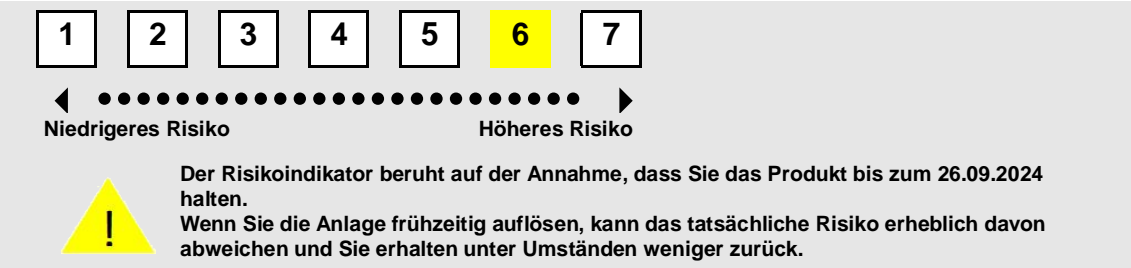 1 2 3 4 5 6 7
Niedrigeres Risiko Höheres Risiko
Der Risikoindikator beruht auf der Annahme, dass Sie das Produkt bis zum 26.09.2024
halten.
Wenn Sie die Anlage frühzeitig auflösen, kann das tatsächliche Risiko erheblich davon
abweichen und Sie erhalten unter Umständen weniger zurück.
!